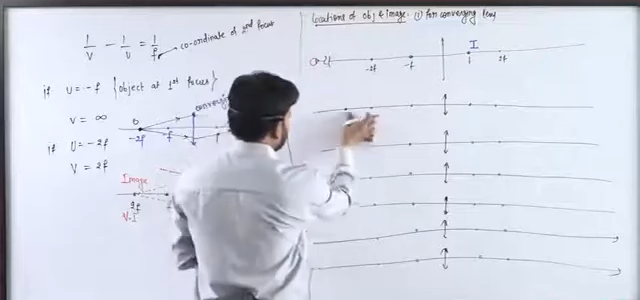 1/v - 1/u = 1/f → co-ordinate of 2nd focus
if u = -f {object at 1st focus}
v = ∞
if u = -2f
v = 2f
O
-2f
f
Image
2f
V-I
Locations of obj & image (1) for converging lens
-2f -f I f 2f